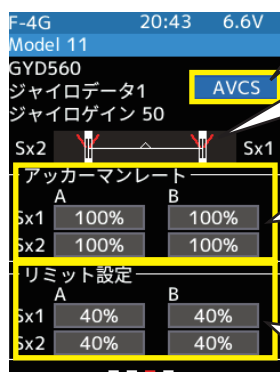 F-4G 20:43 6.6V
Model 11
GYD560
ジャイロデータ1 AVCS
ジャイロゲイン 50
Sx2 Sx1
アッカーマンレート
A B
Sx1 100% 100%
Sx2 100% 100%
リミット設定
A B
Sx1 40% 40%
Sx2 40% 40%